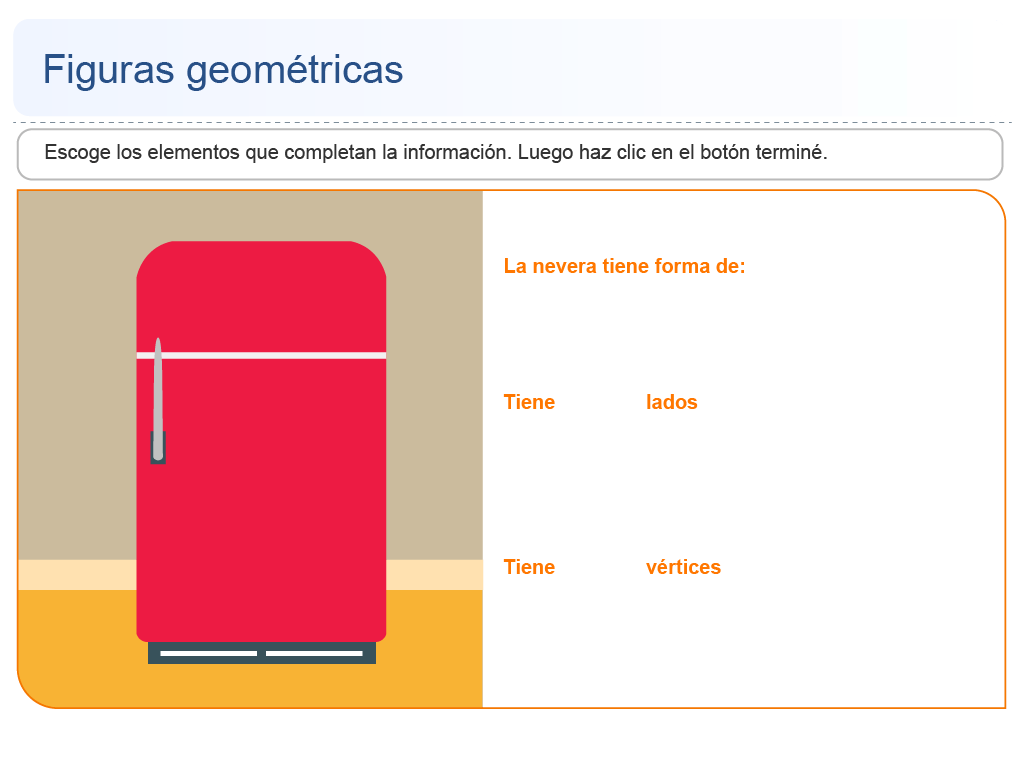 Figuras geométricas
Escoge los elementos que completan la información. Luego haz clic en el botón terminé.
La nevera tiene forma de:
Tiene lados
Tiene vértices